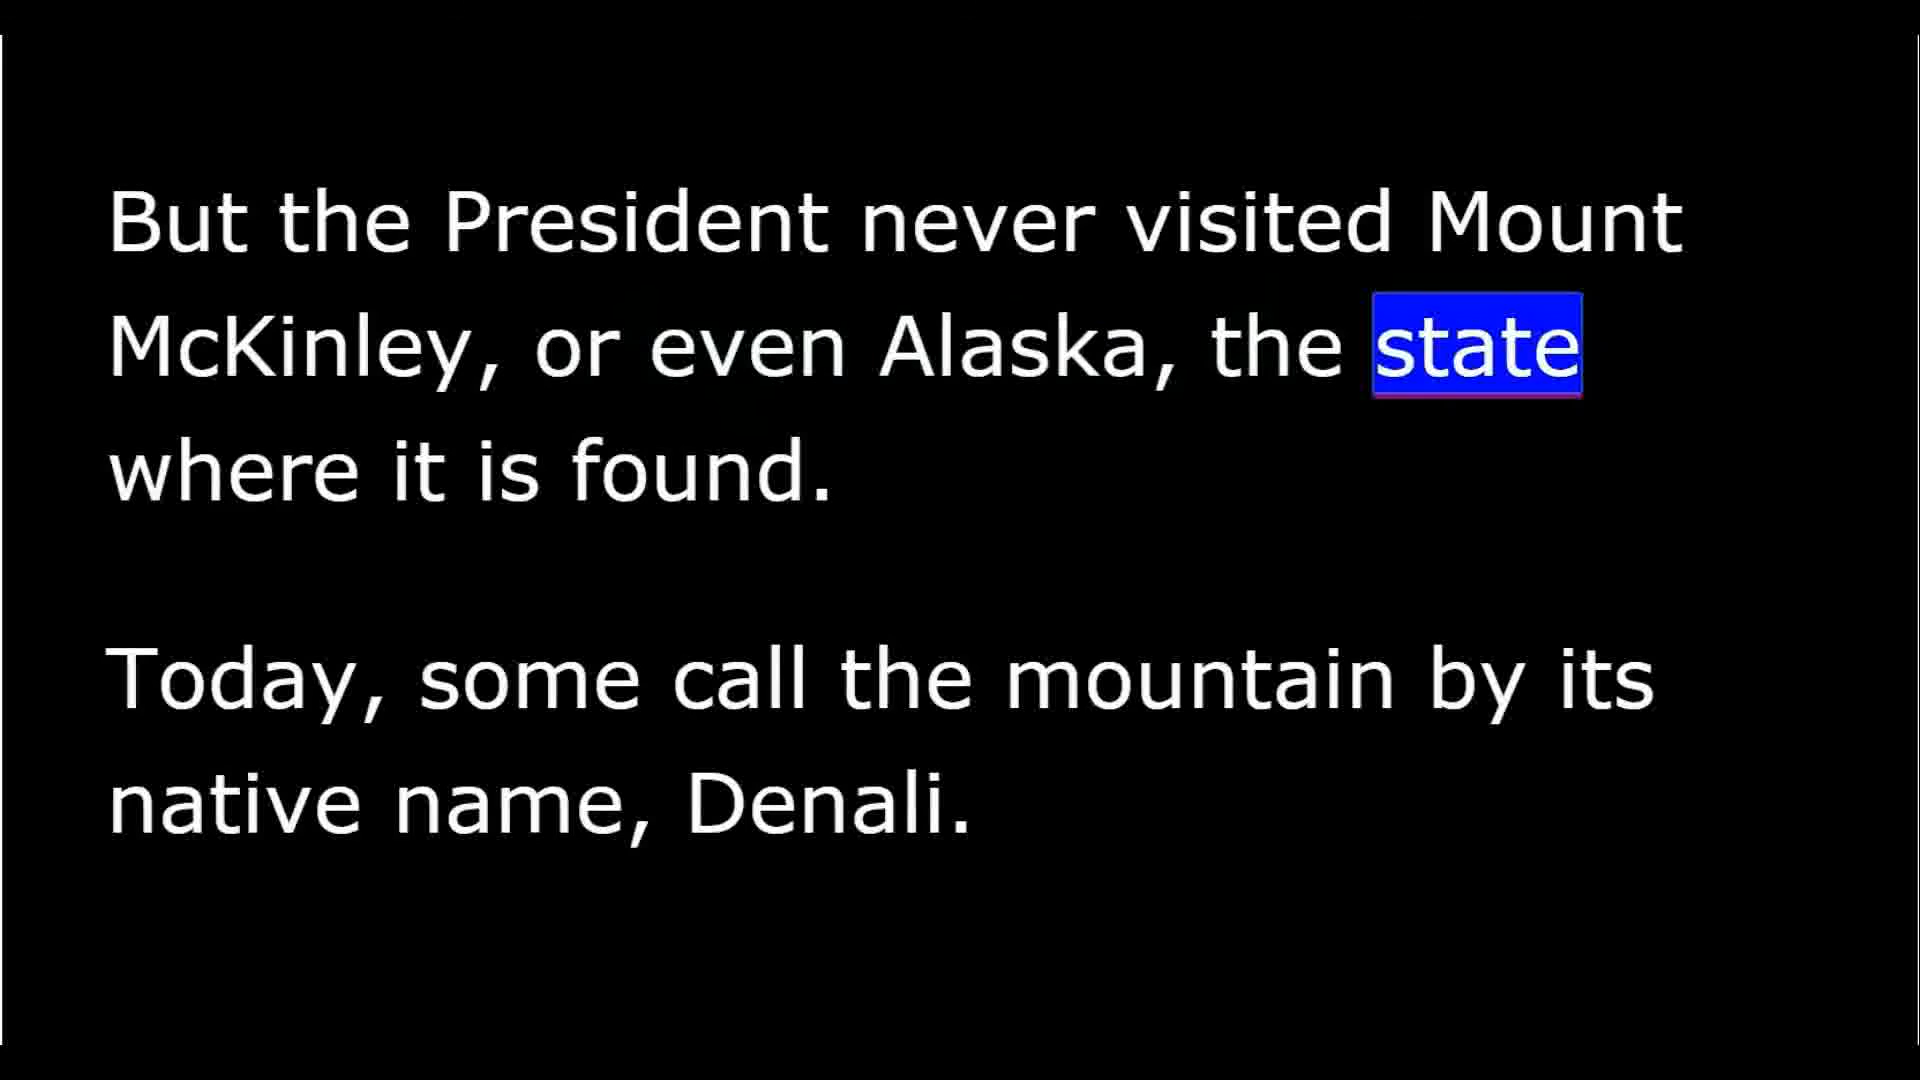 But the President never visited Mount
McKinley, or even Alaska, the state
where it is found.
Today, some call the mountain by its
native name, Denali.